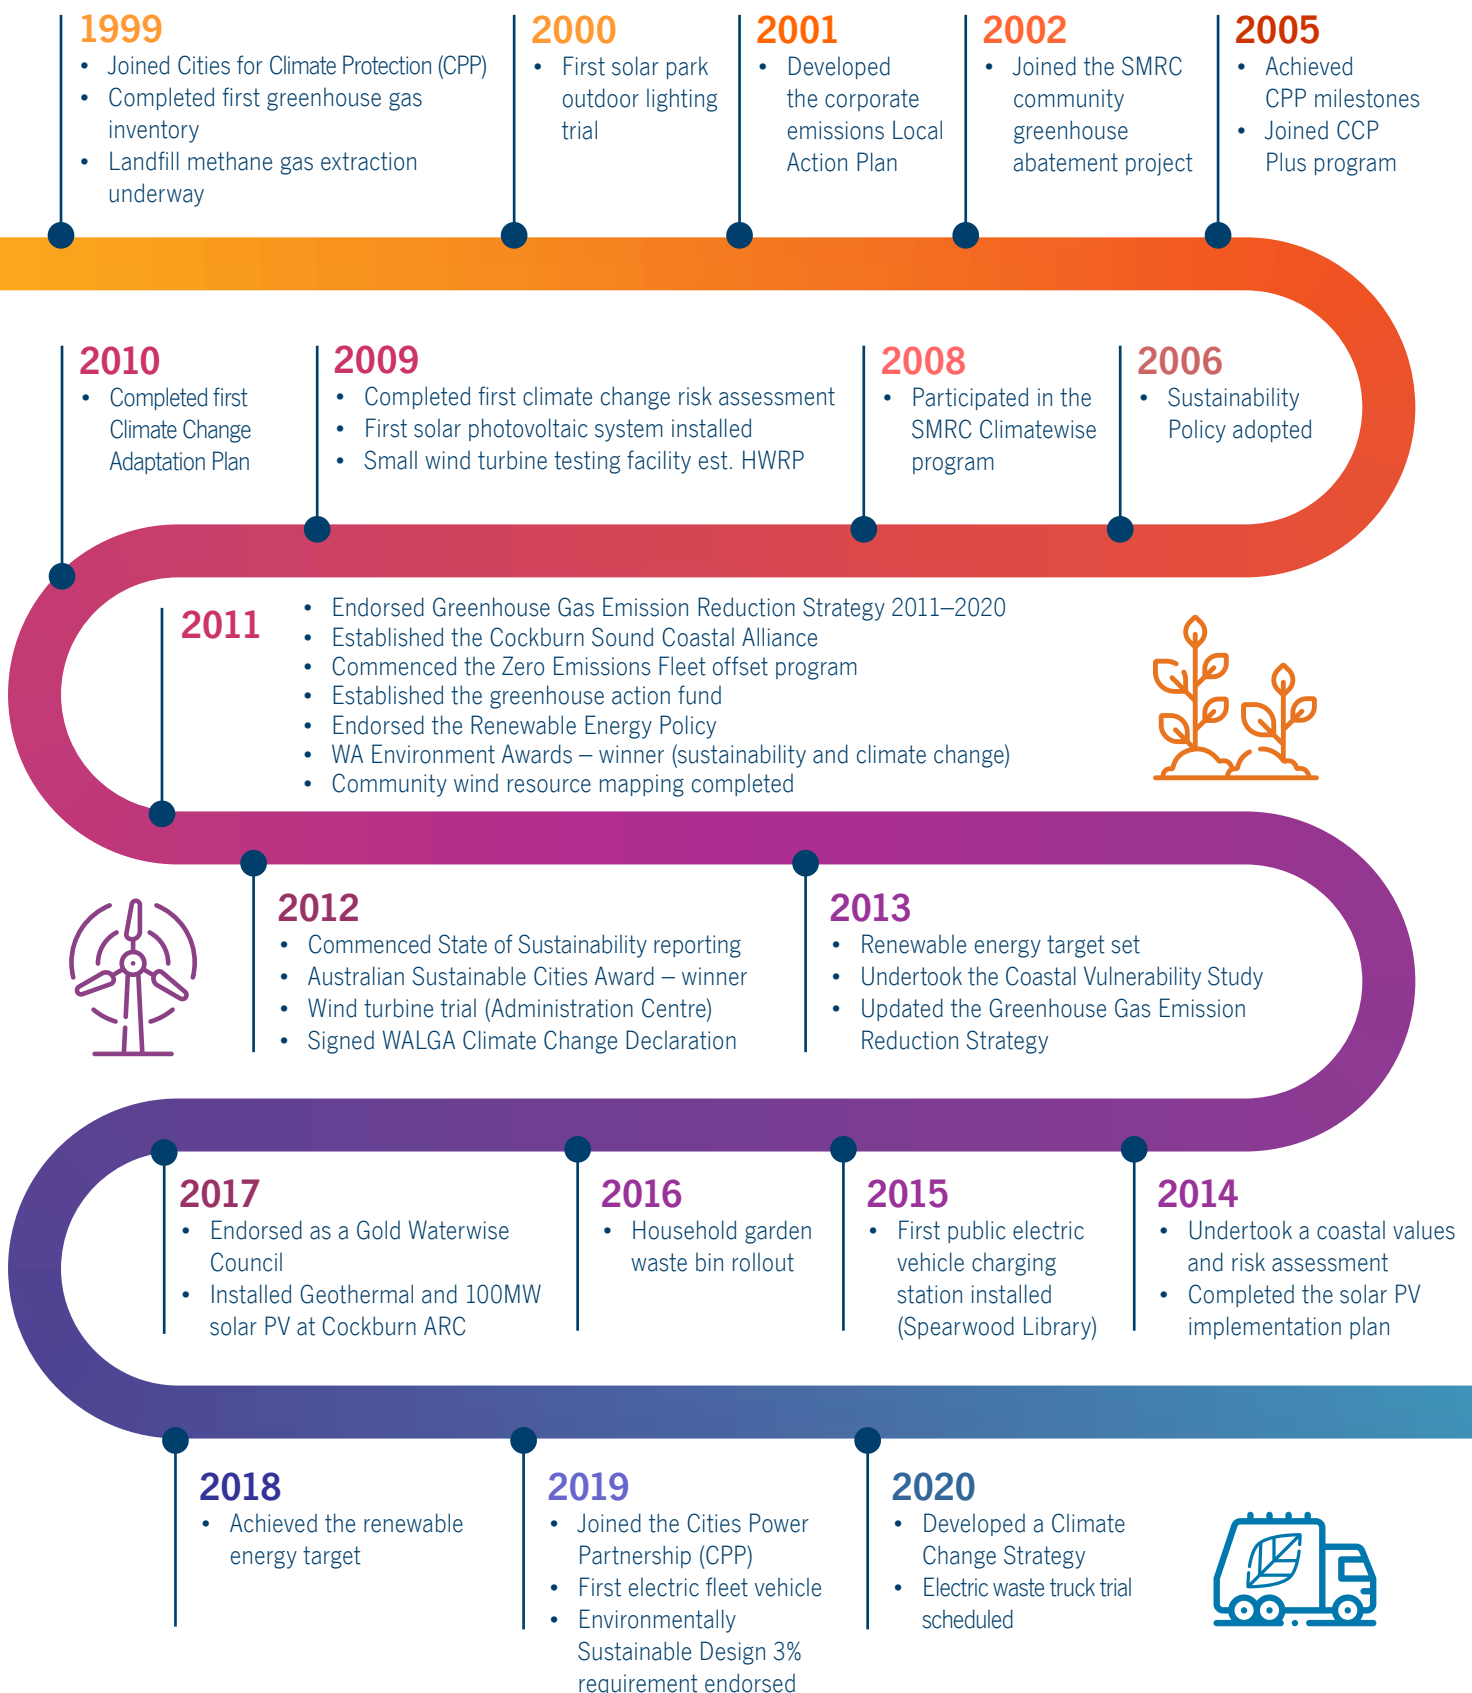 1999
• Joined Cities for Climate Protection (CPP)
• Completed first greenhouse gas
inventory
• Landfill methane gas extraction
underway
2000
• First solar park
outdoor lighting
trial
2001
• Developed
the corporate
emissions Local
Action Plan
2002
• Joined the SMRC
community
greenhouse
abatement project
2005
• Achieved
CPP milestones
• Joined CCP
Plus program
2010
• Completed first
Climate Change
Adaptation Plan
2009
• Completed first climate change risk assessment
• First solar photovoltaic system installed
• Small wind turbine testing facility est. HWRP
2008
• Participated in the
SMRC Climatewise
program
2006
• Sustainability
Policy adopted
2011
• Endorsed Greenhouse Gas Emission Reduction Strategy 2011–2020
• Established the Cockburn Sound Coastal Alliance
• Commenced the Zero Emissions Fleet offset program
• Established the greenhouse action fund
• Endorsed the Renewable Energy Policy
• WA Environment Awards – winner (sustainability and climate change)
• Community wind resource mapping completed
2012
• Commenced State of Sustainability reporting
• Australian Sustainable Cities Award – winner
• Wind turbine trial (Administration Centre)
• Signed WALGA Climate Change Declaration
2013
• Renewable energy target set
• Undertook the Coastal Vulnerability Study
• Updated the Greenhouse Gas Emission
Reduction Strategy
2017
• Endorsed as a Gold Waterwise
Council
• Installed Geothermal and 100MW
solar PV at Cockburn ARC
2016
• Household garden
waste bin rollout
2015
• First public electric
vehicle charging
station installed
(Spearwood Library)
2014
• Undertook a coastal values
and risk assessment
• Completed the solar PV
implementation plan
2018
• Achieved the renewable
energy target
2019
• Joined the Cities Power
Partnership (CPP)
• First electric fleet vehicle
• Environmentally
Sustainable Design 3%
requirement endorsed
2020
• Developed a Climate
Change Strategy
• Electric waste truck trial
scheduled